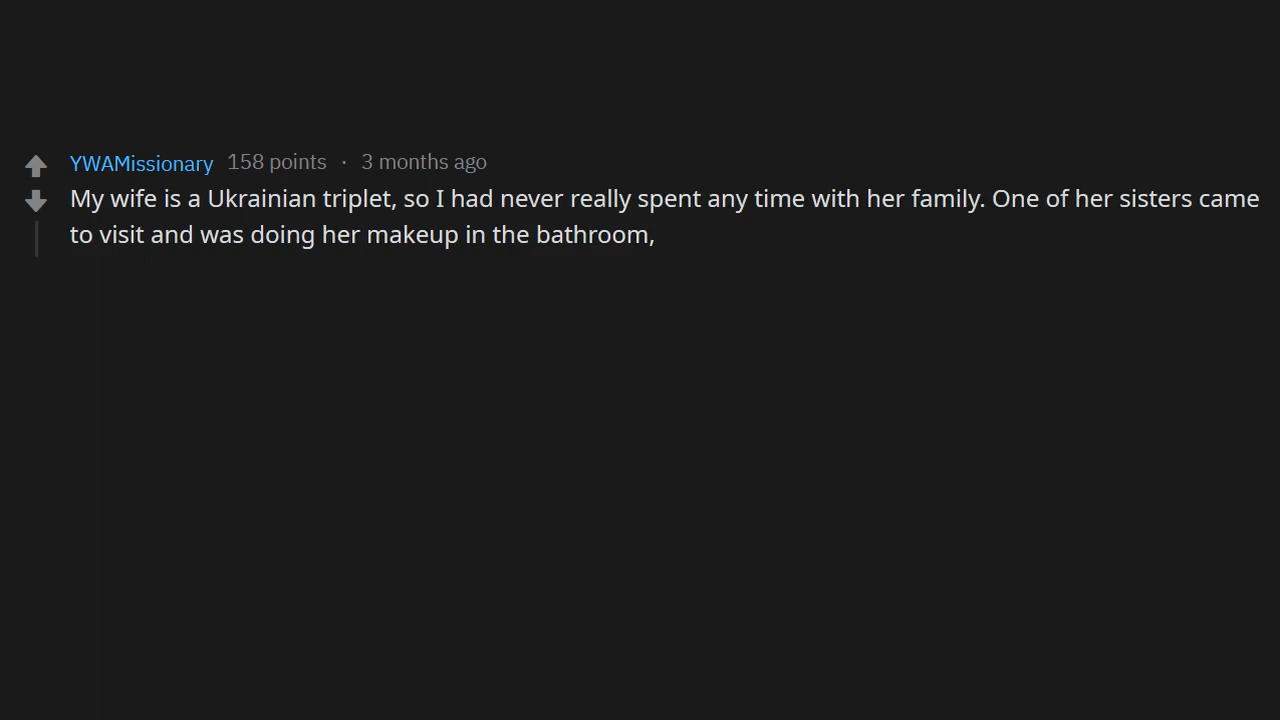 YWAMissionary 158 points · 3 months ago
My wife is a Ukrainian triplet, so I had never really spent any time with her family. One of her sisters came
to visit and was doing her makeup in the bathroom,